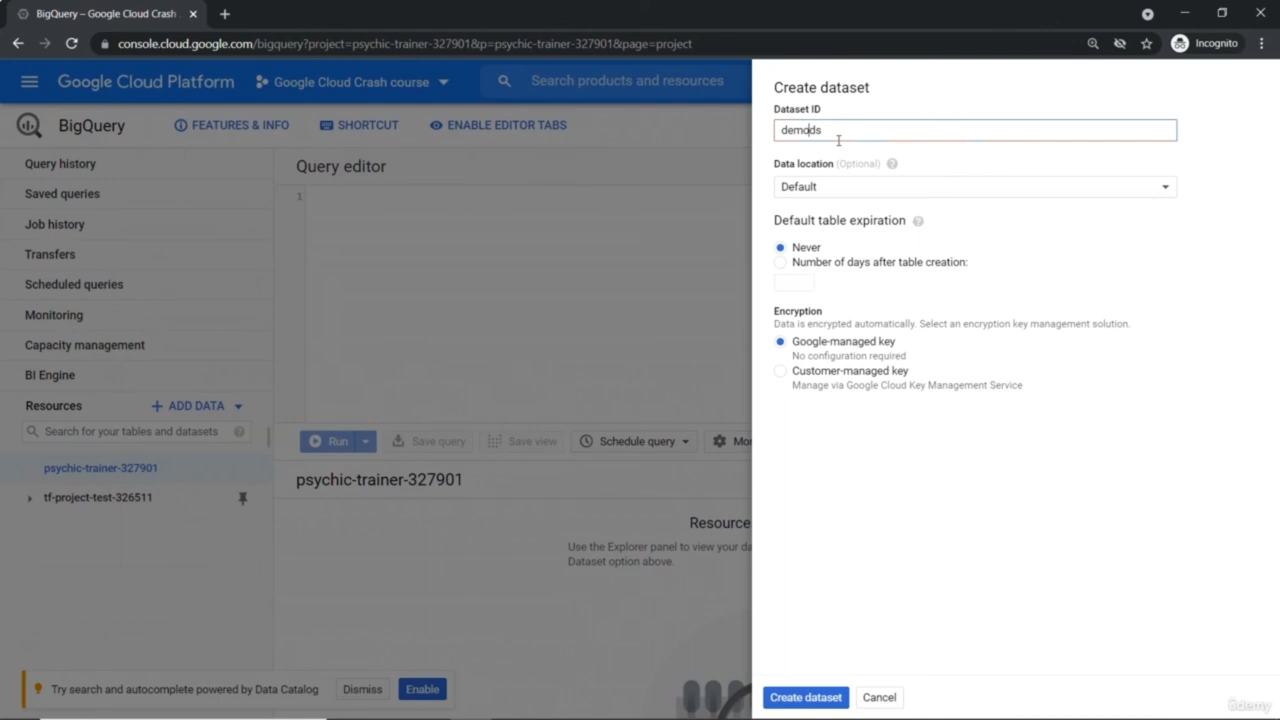 BigQuery – Google Cloud Crash
console.cloud.google.com/bigquery?project=psychic-trainer-327901&p=psychic-trainer-327901&page=project
Incognito
Google Cloud Platform
Google Cloud Crash course
Search products and resources
BigQuery
FEATURES & INFO
SHORTCUT
ENABLE EDITOR TABS
Query history
Saved queries
Job history
Transfers
Scheduled queries
Monitoring
Capacity management
BI Engine
Resources
ADD DATA
Search for your tables and datasets
psychic-trainer-327901
tf-project-test-326511
Query editor
1
Run
Save query
Save view
Schedule query
Mor
psychic-trainer-327901
Resource
Use the Explorer panel to view your da
Dataset option above.
Try search and autocomplete powered by Data Catalog
Dismiss
Enable
Create dataset
Dataset ID
demods
Data location (Optional)
Default
Default table expiration
Never
Number of days after table creation:
Encryption
Data is encrypted automatically. Select an encryption key management solution.
Google-managed key
No configuration required
Customer-managed key
Manage via Google Cloud Key Management Service
Create dataset
Cancel
ûdemy